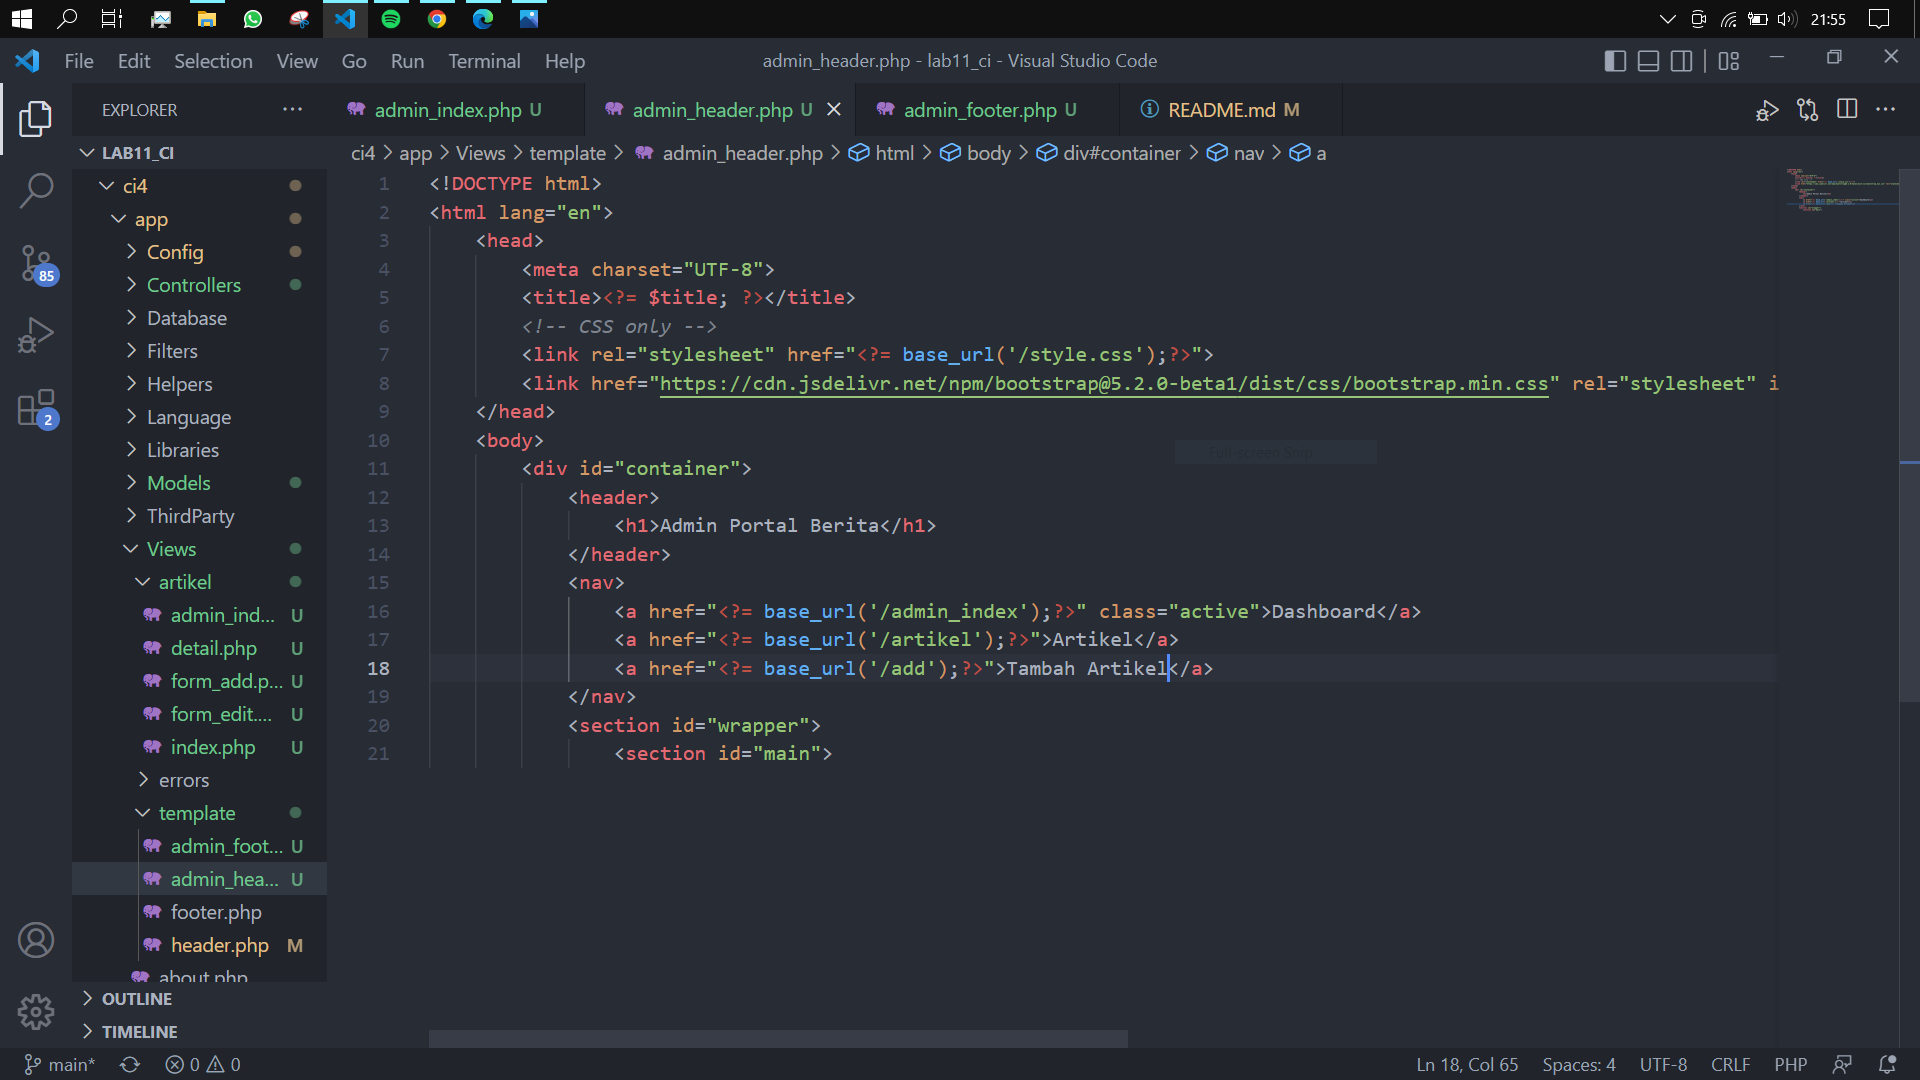 21:55
File Edit Selection View Go Run Terminal Help
admin_header.php - lab11_ci - Visual Studio Code
EXPLORER
admin_index.php U
admin_header.php U
admin_footer.php U
README.md M
LAB11_CI
ci4 > app > Views > template > admin_header.php > html > body > div#container > nav > a
ci4
app
Config
Controllers
Database
Filters
Helpers
Language
Libraries
Models
ThirdParty
Views
artikel
admin_ind... U
detail.php U
form_add.p... U
form_edit.... U
index.php U
errors
template
admin_foot... U
admin_hea... U
footer.php
header.php M
about.php
OUTLINE
TIMELINE
85
2
1 <!DOCTYPE html>
2 <html lang="en">
3 <head>
4 <meta charset="UTF-8">
5 <title><?= $title; ?></title>
6 <!-- CSS only -->
7 <link rel="stylesheet" href="<?= base_url('/style.css');?>">
8 <link href="https://cdn.jsdelivr.net/npm/bootstrap@5.2.0-beta1/dist/css/bootstrap.min.css" rel="stylesheet" i
9 </head>
10 <body>
11 <div id="container">
12 <header>
13 <h1>Admin Portal Berita</h1>
14 </header>
15 <nav>
16 <a href="<?= base_url('/admin_index');?>" class="active">Dashboard</a>
17 <a href="<?= base_url('/artikel');?>">Artikel</a>
18 <a href="<?= base_url('/add');?>">Tambah Artikel</a>
19 </nav>
20 <section id="wrapper">
21 <section id="main">
Full-screen Snip
main* 0 0
Ln 18, Col 65 Spaces: 4 UTF-8 CRLF PHP